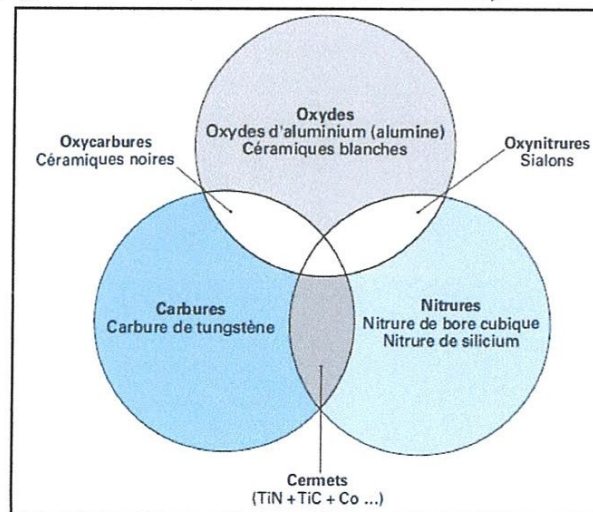 Oxydes
Oxydes d'aluminium (alumine)
Céramiques blanches
Oxycarbures
Céramiques noires
Oxynitrures
Sialons
Carbures
Carbure de tungstène
Nitrures
Nitrure de bore cubique
Nitrure de silicium
Cermets
(TiN + TiC + Co ...)